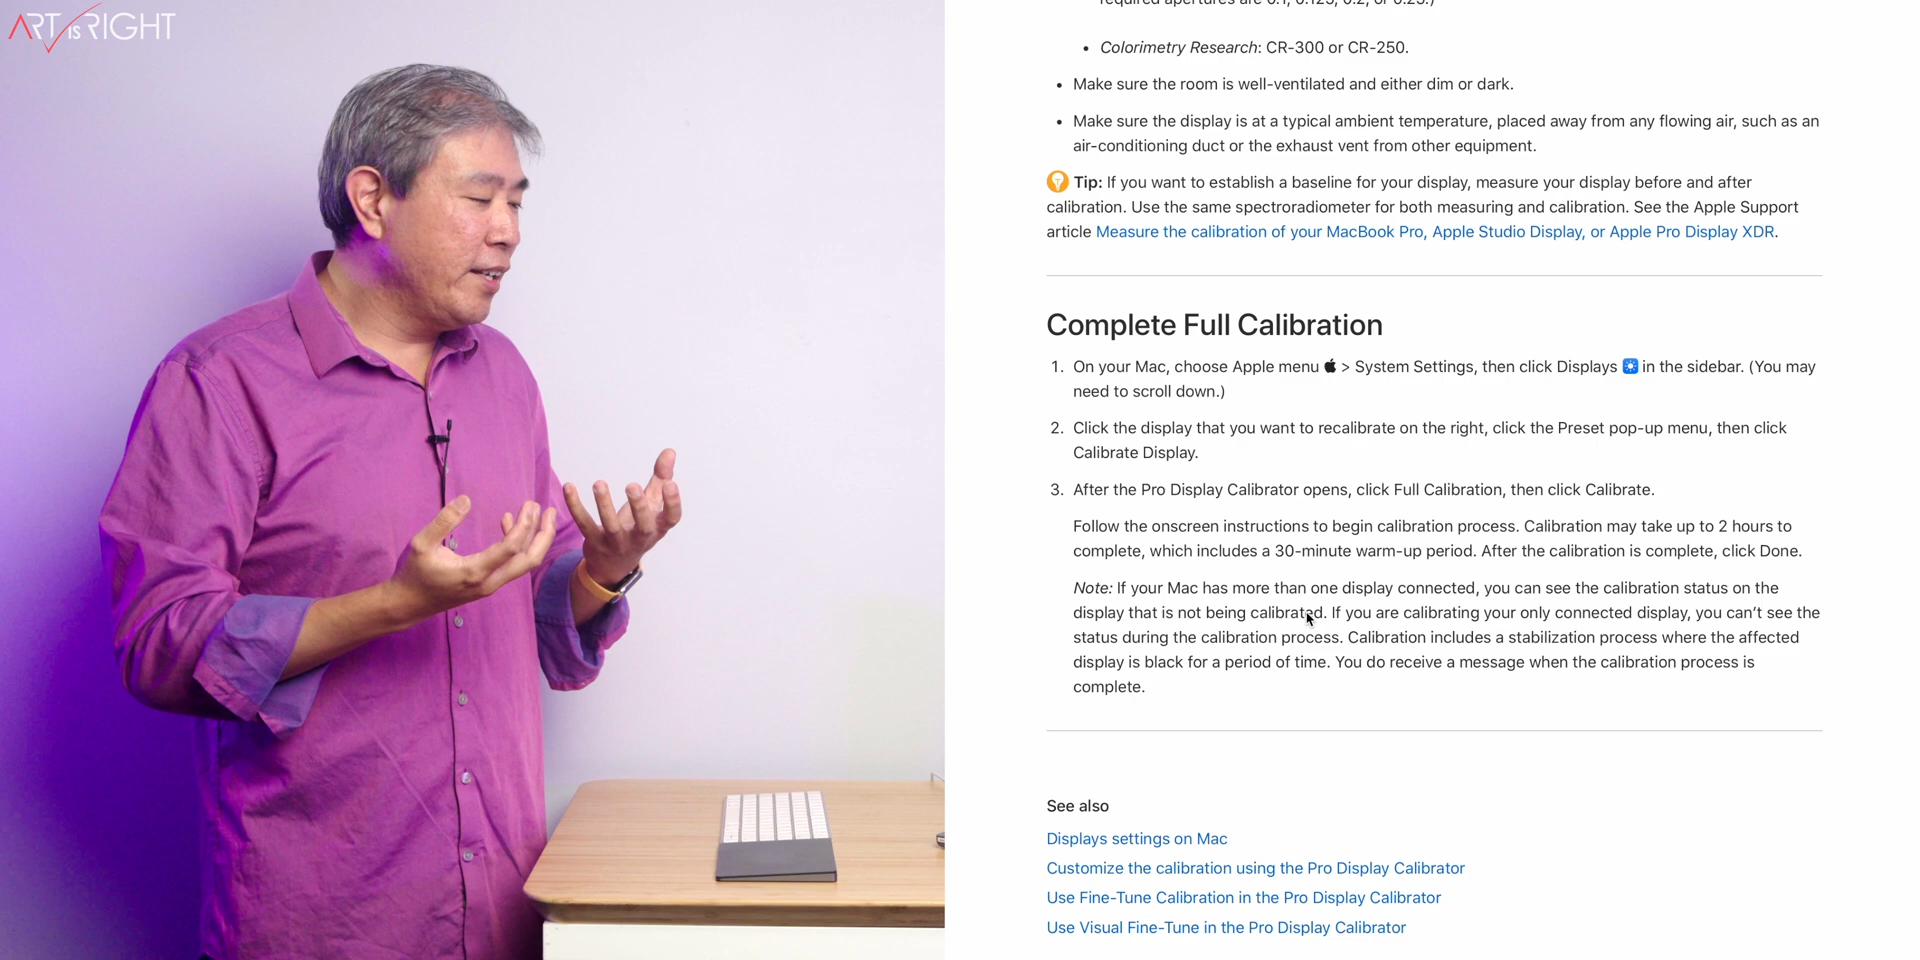 ART is RIGHT
required apertures are 0.1, 0.125, 0.2, or 0.25.)
• Colorimetry Research: CR-300 or CR-250.
• Make sure the room is well-ventilated and either dim or dark.
• Make sure the display is at a typical ambient temperature, placed away from any flowing air, such as an
air-conditioning duct or the exhaust vent from other equipment.
Tip: If you want to establish a baseline for your display, measure your display before and after
calibration. Use the same spectroradiometer for both measuring and calibration. See the Apple Support
article Measure the calibration of your MacBook Pro, Apple Studio Display, or Apple Pro Display XDR.
Complete Full Calibration
1. On your Mac, choose Apple menu > System Settings, then click Displays in the sidebar. (You may
need to scroll down.)
2. Click the display that you want to recalibrate on the right, click the Preset pop-up menu, then click
Calibrate Display.
3. After the Pro Display Calibrator opens, click Full Calibration, then click Calibrate.
Follow the onscreen instructions to begin calibration process. Calibration may take up to 2 hours to
complete, which includes a 30-minute warm-up period. After the calibration is complete, click Done.
Note: If your Mac has more than one display connected, you can see the calibration status on the
display that is not being calibrated. If you are calibrating your only connected display, you can’t see the
status during the calibration process. Calibration includes a stabilization process where the affected
display is black for a period of time. You do receive a message when the calibration process is
complete.
See also
Displays settings on Mac
Customize the calibration using the Pro Display Calibrator
Use Fine-Tune Calibration in the Pro Display Calibrator
Use Visual Fine-Tune in the Pro Display Calibrator